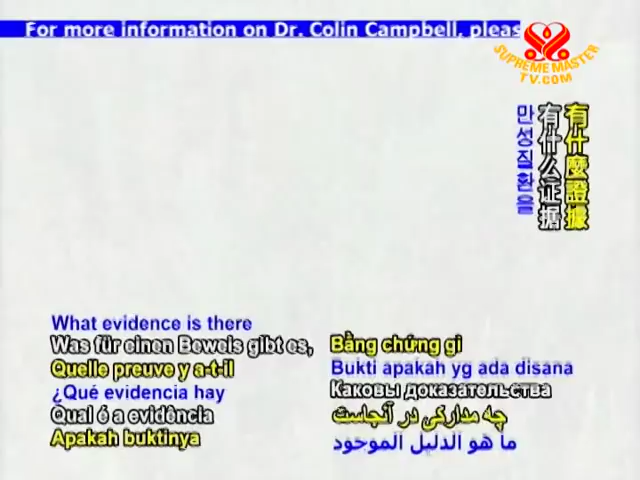 For more information on Dr. Colin Campbell, pleas
SUPREME MASTER
TV.COM
有什麼證據
有什么证据
만성질환을
What evidence is there
Was für einen Beweis gibt es,
Quelle preuve y a-t-il
¿Qué evidencia hay
Qual é a evidência
Apakah buktinya
Bằng chứng gì
Bukti apakah yg ada disana
Каковы доказательства
چه مدارکی در آنجاست
ما هو الدليل الموجود